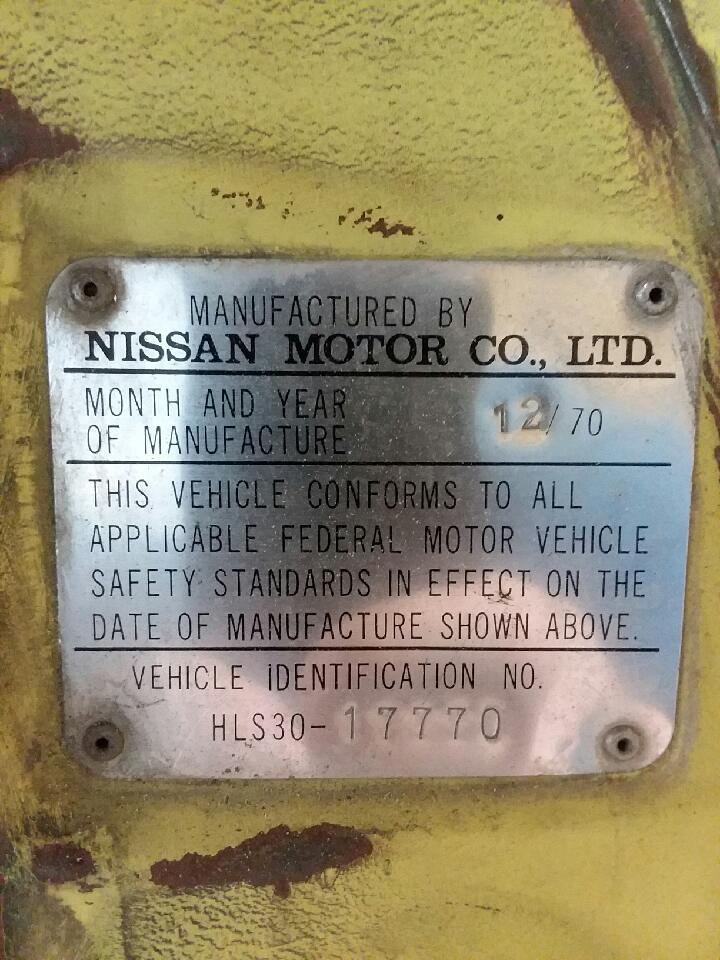 MANUFACTURED BY
NISSAN MOTOR CO., LTD.
MONTH AND YEAR
OF MANUFACTURE 12/70
THIS VEHICLE CONFORMS TO ALL
APPLICABLE FEDERAL MOTOR VEHICLE
SAFETY STANDARDS IN EFFECT ON THE
DATE OF MANUFACTURE SHOWN ABOVE.
VEHICLE IDENTIFICATION NO.
HLS30-17770